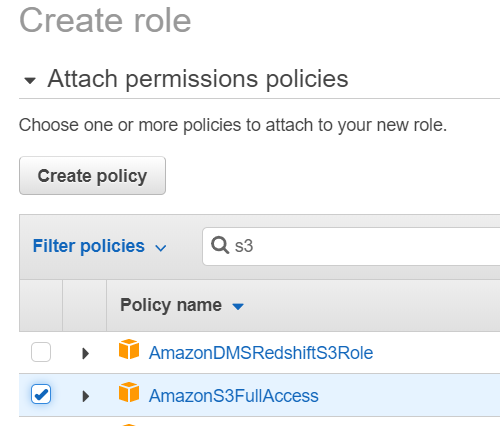 Create role
Attach permissions policies
Choose one or more policies to attach to your new role.
Create policy
Filter policies
s3
Policy name
AmazonDMSRedshiftS3Role
AmazonS3FullAccess